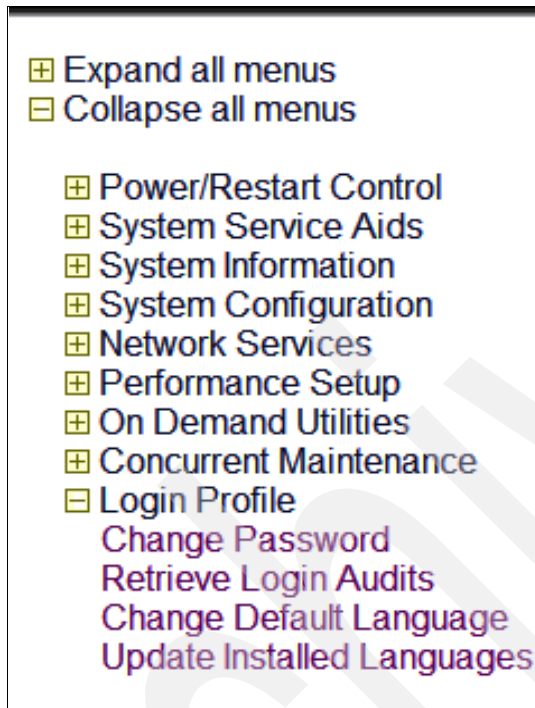 Expand all menus
Collapse all menus
Power/Restart Control
System Service Aids
System Information
System Configuration
Network Services
Performance Setup
On Demand Utilities
Concurrent Maintenance
Login Profile
Change Password
Retrieve Login Audits
Change Default Language
Update Installed Languages